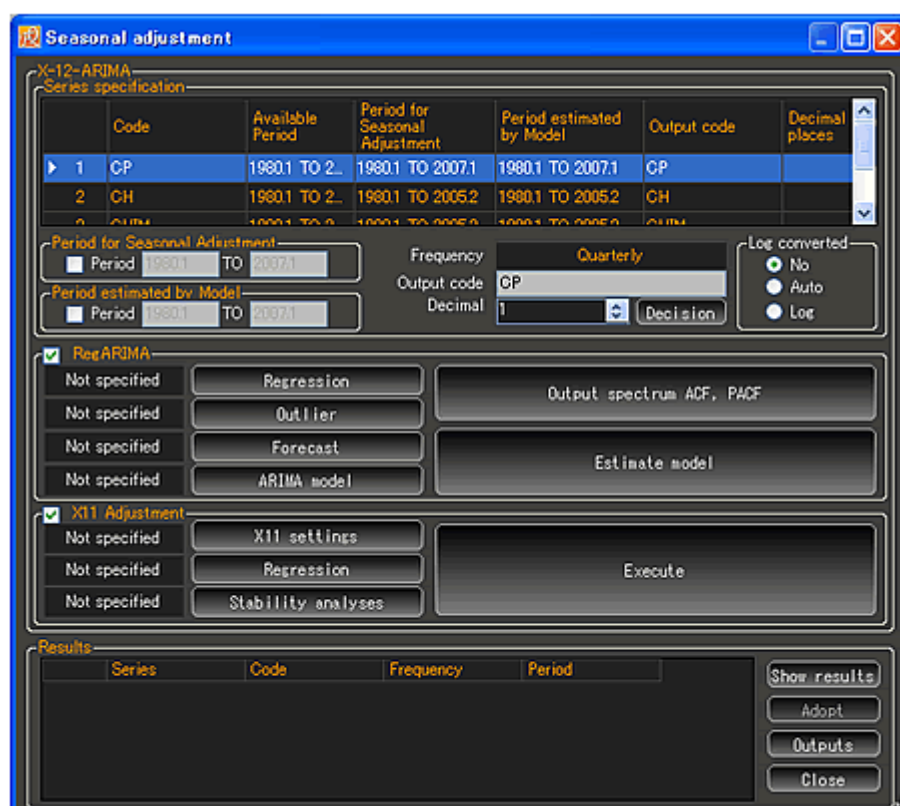 Seasonal adjustment
X-12-ARIMA
Series specification
Code Available Period Period for Seasonal Adjustment Period estimated by Model Output code Decimal places
1 CP 1980.1 TO 2... 1980.1 TO 2007.1 1980.1 TO 2007.1 CP
2 CH 1980.1 TO 2... 1980.1 TO 2005.2 1980.1 TO 2005.2 CH
Period for Seasonal Adjustment
Period 1980.1 TO 2007.1
Period estimated by Model
Period 1980.1 TO 2007.1
Frequency Quarterly
Output code CP
Decimal 1 Decision
Log converted
No
Auto
Log
RegARIMA
Not specified Regression
Not specified Outlier
Not specified Forecast
Not specified ARIMA model
Output spectrum ACF, PACF
Estimate model
X11 Adjustment
Not specified X11 settings
Not specified Regression
Not specified Stability analyses
Execute
Results
Series Code Frequency Period
Show results
Adopt
Outputs
Close